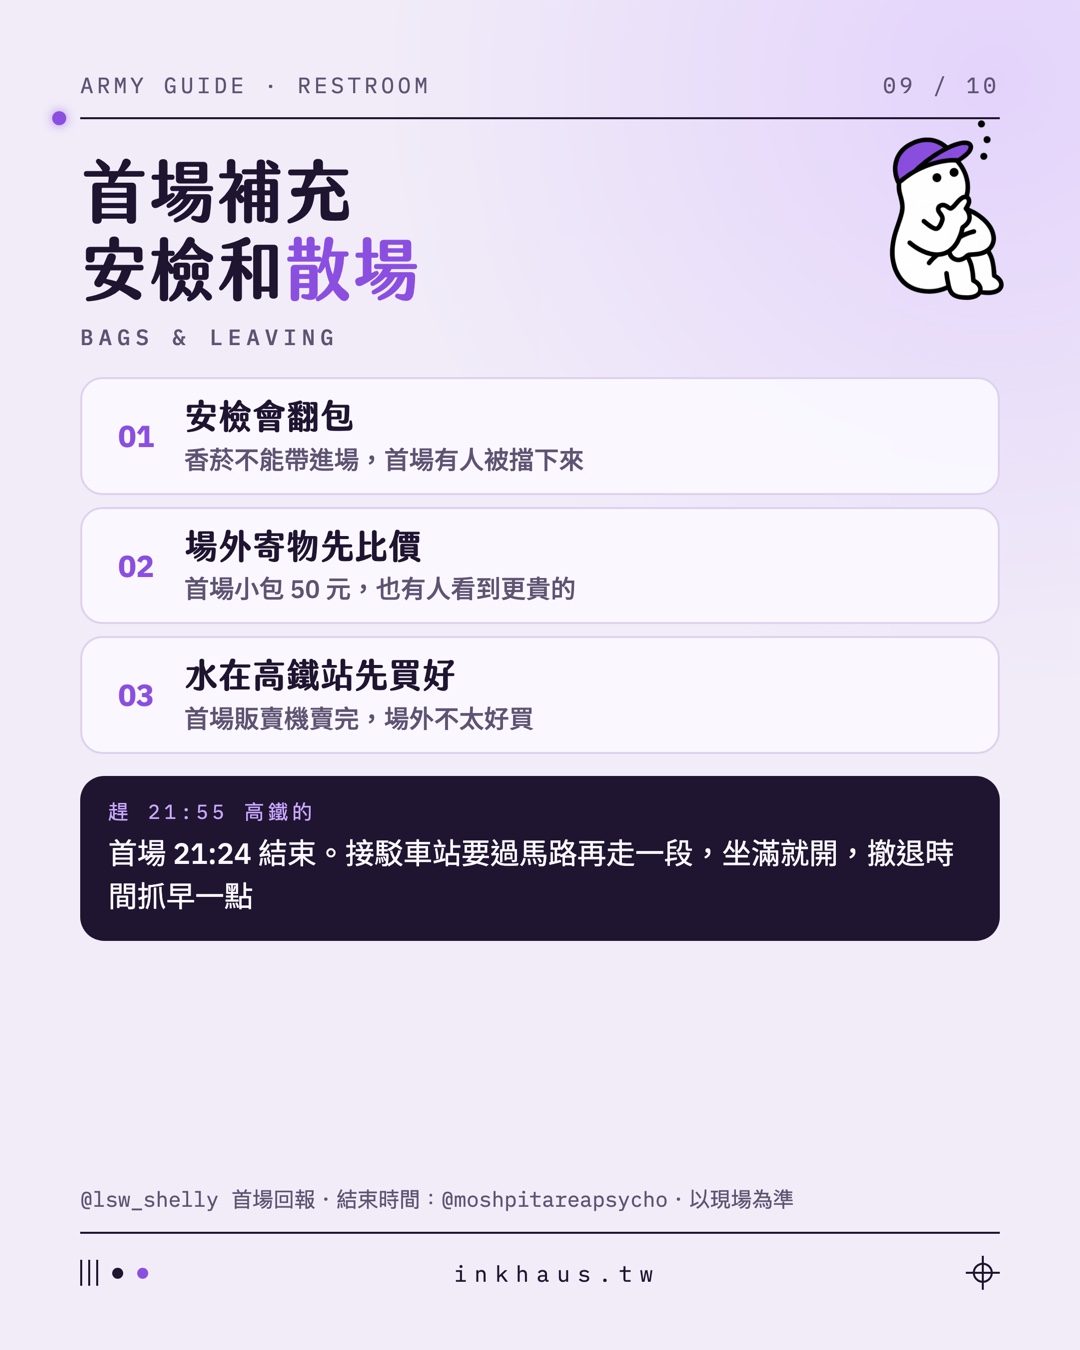 ARMY GUIDE · RESTROOM
09 / 10
首場補充
安檢和散場
BAGS & LEAVING
01
安檢會翻包
香菸不能帶進場，首場有人被擋下來
02
場外寄物先比價
首場小包 50 元，也有人看到更貴的
03
水在高鐵站先買好
首場販賣機賣完，場外不太好買
趕 21:55 高鐵的
首場 21:24 結束。接駁車站要過馬路再走一段，坐滿就開，撤退時
間抓早一點
@lsw_shelly 首場回報 · 結束時間：@moshpitareapsycho · 以現場為準
inkhaus.tw